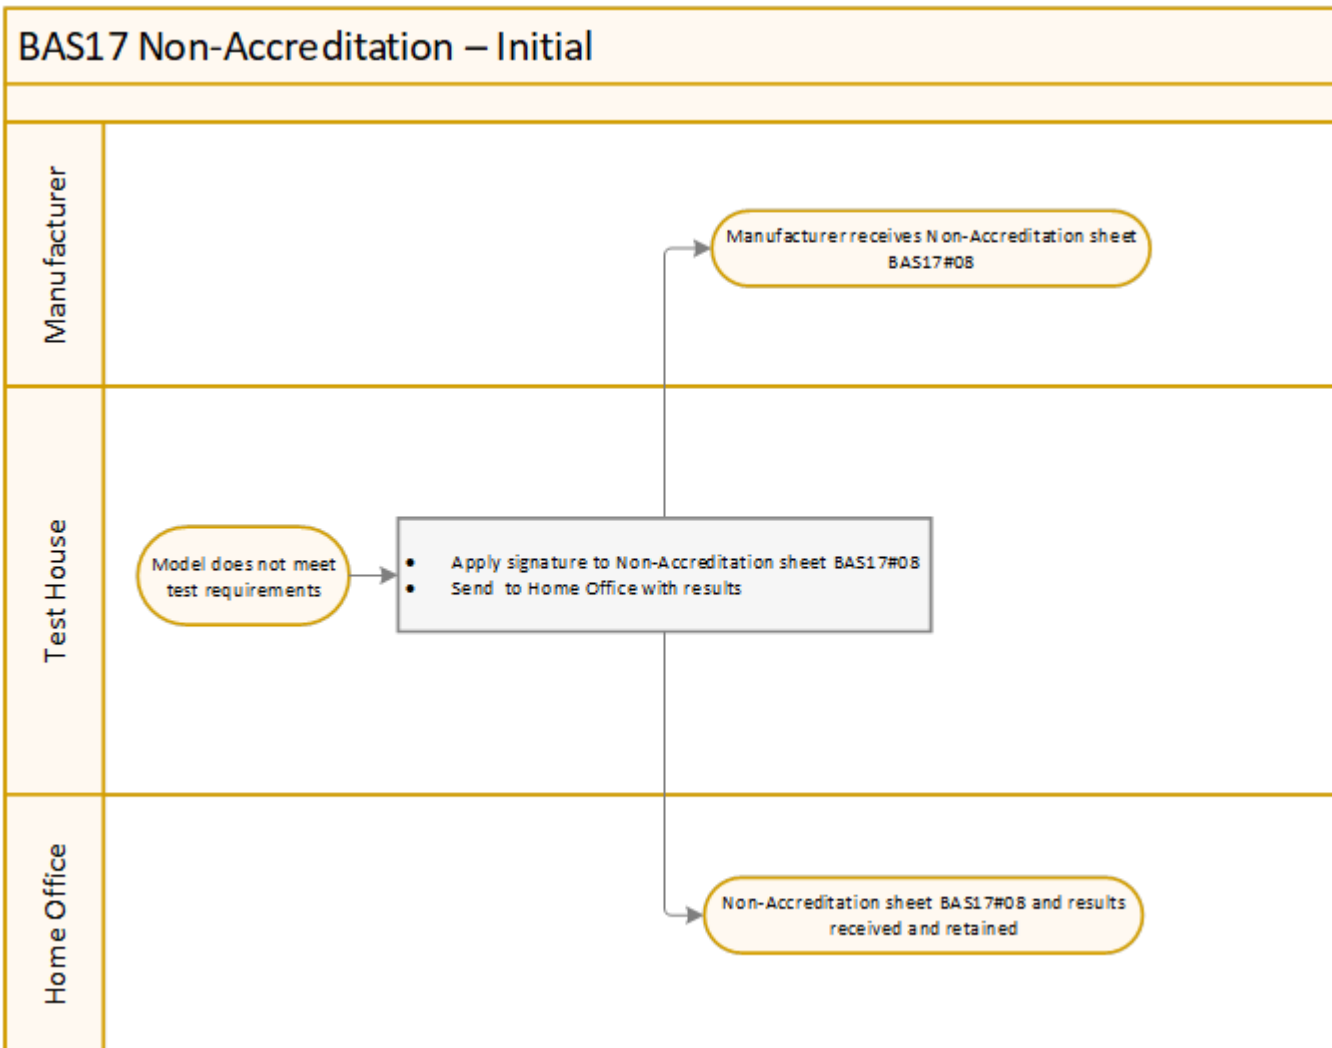 BAS17 Non-Accreditation – Initial
Manufacturer
Manufacturer receives Non-Accreditation sheet
BAS17#08
Test House
Model does not meet
test requirements
• Apply signature to Non-Accreditation sheet BAS17#08
• Send to Home Office with results
Home Office
Non-Accreditation sheet BAS17#08 and results
received and retained